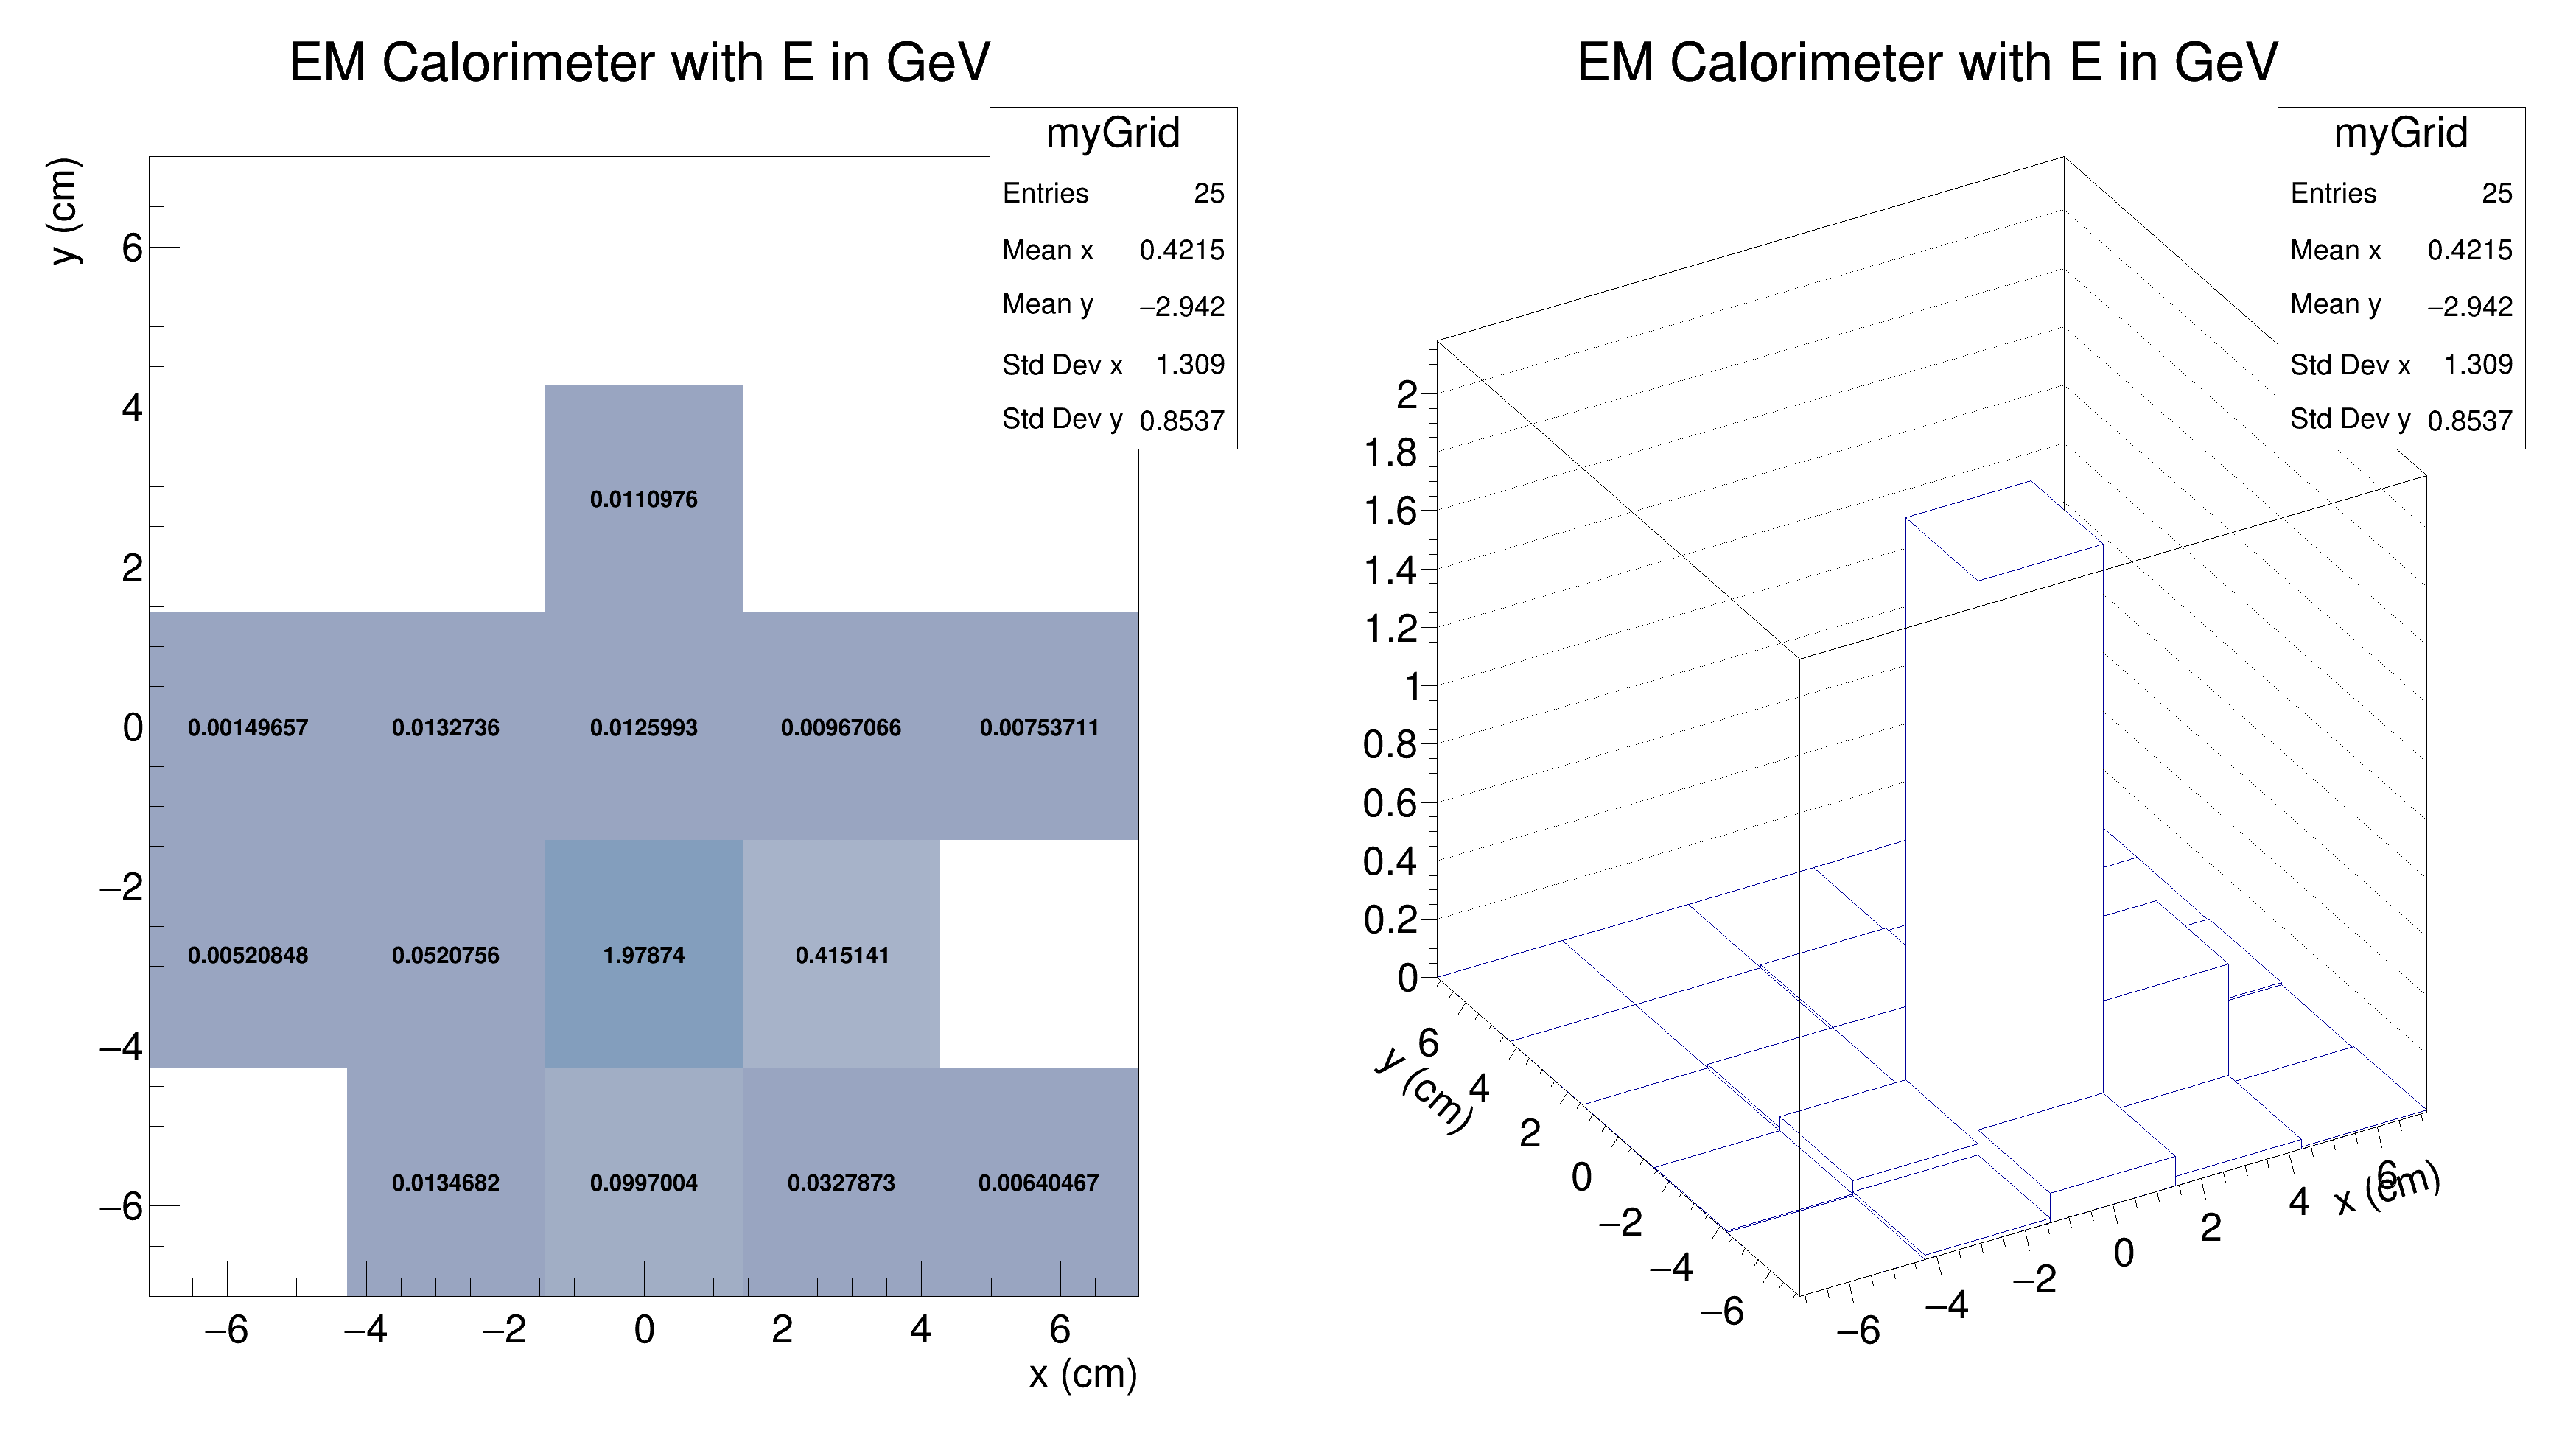 EM Calorimeter with E in GeV
myGrid
Entries 25
Mean x 0.4215
Mean y −2.942
Std Dev x 1.309
Std Dev y 0.8537
y (cm)
6
4
2
0
−2
−4
−6
0.0110976
0.00149657 0.0132736 0.0125993 0.00967066 0.00753711
0.00520848 0.0520756 1.97874 0.415141
0.0134682 0.0997004 0.0327873 0.00640467
−6 −4 −2 0 2 4 6
x (cm)
EM Calorimeter with E in GeV
myGrid
Entries 25
Mean x 0.4215
Mean y −2.942
Std Dev x 1.309
Std Dev y 0.8537
2
1.8
1.6
1.4
1.2
1
0.8
0.6
0.4
0.2
0
y (cm)
6
4
2
0
−2
−4
−6
−6 −4 −2 0 2 4 6
x (cm)